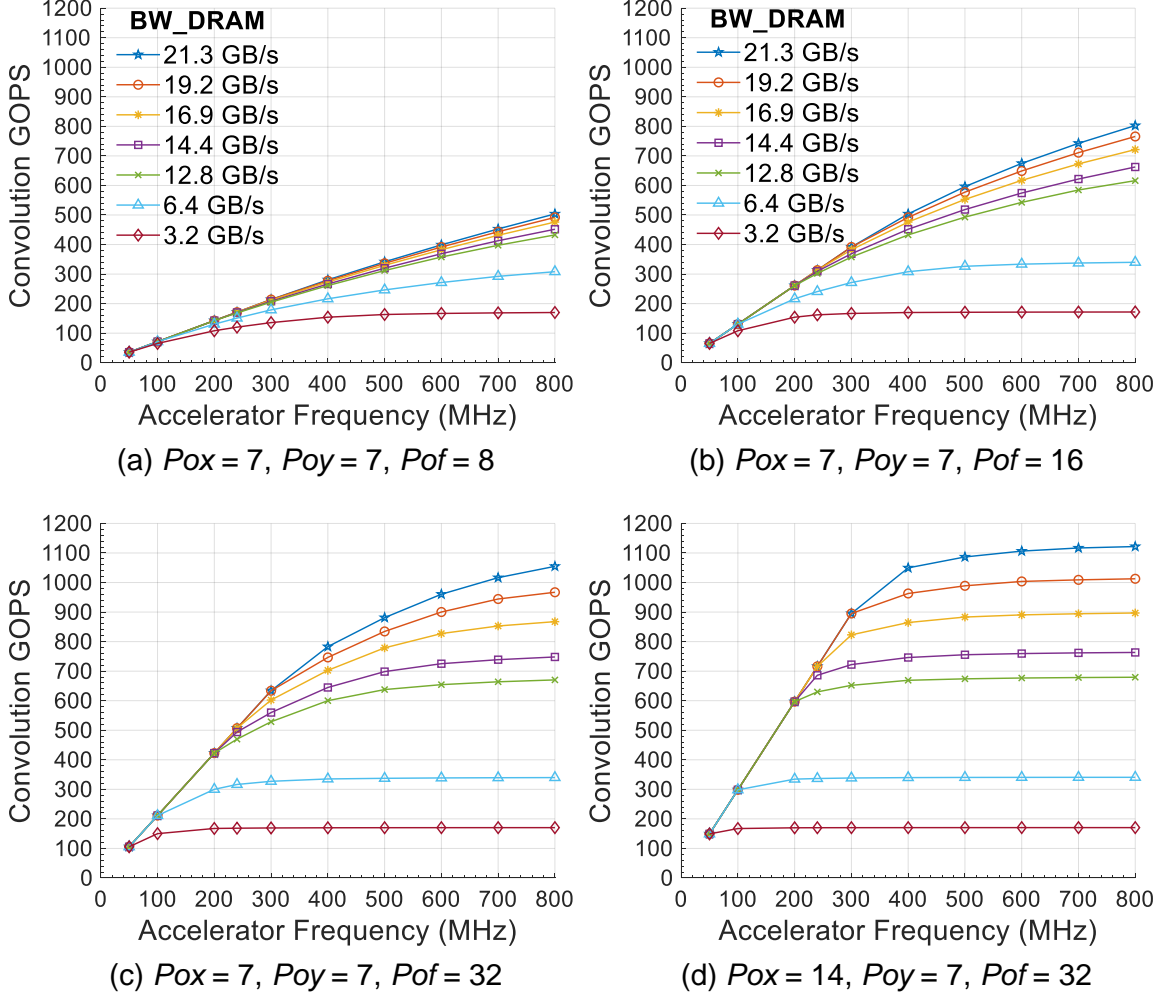 BW_DRAM
21.3 GB/s
19.2 GB/s
16.9 GB/s
14.4 GB/s
12.8 GB/s
6.4 GB/s
3.2 GB/s
1200
1100
1000
900
800
700
600
500
400
300
200
100
0
Convolution GOPS
0 100 200 300 400 500 600 700 800
Accelerator Frequency (MHz)
(a) Pox = 7, Poy = 7, Pof = 8
BW_DRAM
21.3 GB/s
19.2 GB/s
16.9 GB/s
14.4 GB/s
12.8 GB/s
6.4 GB/s
3.2 GB/s
1200
1100
1000
900
800
700
600
500
400
300
200
100
0
Convolution GOPS
0 100 200 300 400 500 600 700 800
Accelerator Frequency (MHz)
(b) Pox = 7, Poy = 7, Pof = 16
1200
1100
1000
900
800
700
600
500
400
300
200
100
0
Convolution GOPS
0 100 200 300 400 500 600 700 800
Accelerator Frequency (MHz)
(c) Pox = 7, Poy = 7, Pof = 32
1200
1100
1000
900
800
700
600
500
400
300
200
100
0
Convolution GOPS
0 100 200 300 400 500 600 700 800
Accelerator Frequency (MHz)
(d) Pox = 14, Poy = 7, Pof = 32